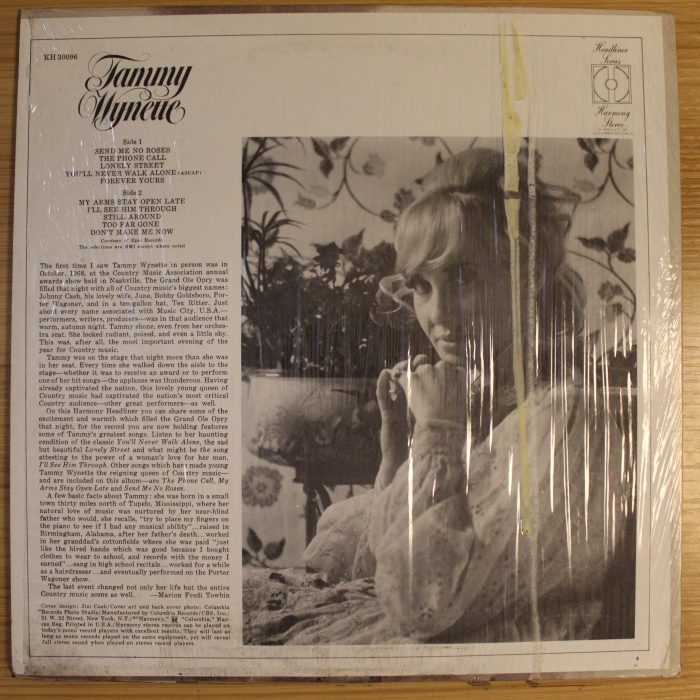 KH 30096
Tammy
Wynette
Headliner
Series
Harmony
Stereo
A PRODUCT OF
COLUMBIA RECORDS
Side 1
SEND ME NO ROSES
THE PHONE CALL
LONELY STREET
YOU'LL NEVER WALK ALONE (ASCAP)
FOREVER YOURS
Side 2
MY ARMS STAY OPEN LATE
I'LL SEE HIM THROUGH
STILL AROUND
TOO FAR GONE
DON'T MAKE ME NOW
Courtesy of Epic Records
The selections are BMI except where noted
The first time I saw Tammy Wynette in person was in
October, 1968, at the Country Music Association annual
awards show held in Nashville. The Grand Ole Opry was
filled that night with all of Country music's biggest names:
Johnny Cash, his lovely wife, June, Bobby Goldsboro, Por-
ter Wagoner, and in a ten-gallon hat, Tex Ritter. Just
about every name associated with Music City, U.S.A.—
performers, writers, producers—was in that audience that
warm, autumn night. Tammy shone, even from her orches-
tra seat. She looked radiant, poised, and even a little shy.
This was, after all, the most important evening of the
year for Country music.
Tammy was on the stage that night more than she was
in her seat. Every time she walked down the aisle to the
stage—whether it was to receive an award or to perform
one of her hit songs—the applause was thunderous. Having
already captivated the nation, this lovely young queen of
Country music had captivated the nation's most critical
Country audience—other great performers—as well.
On this Harmony Headliner you can share some of the
excitement and warmth which filled the Grand Ole Opry
that night, for the record you are now holding features
some of Tammy's greatest songs. Listen to her haunting
rendition of the classic You'll Never Walk Alone, the sad
but beautiful Lonely Street and what might be the song
attesting to the power of a woman's love for her man,
I'll See Him Through. Other songs which have made young
Tammy Wynette the reigning queen of Country music—
and are included on this album—are The Phone Call, My
Arms Stay Open Late and Send Me No Roses.
A few basic facts about Tammy: she was born in a small
town thirty miles north of Tupelo, Mississippi, where her
natural love of music was nurtured by her near-blind
father who would, she recalls, "try to place my fingers on
the piano to see if I had any musical ability"...raised in
Birmingham, Alabama, after her father's death...worked
in her granddad's cottonfields where she was paid "just
like the hired hands which was good because I bought
clothes to wear to school, and records with the money I
earned"...sang in high school recitals...worked for a while
as a hairdresser...and eventually performed on the Porter
Wagoner show.
The last event changed not only her life but the entire
Country music scene as well. —Marion Fredi Towbin
Cover design: Jim Cook/Cover art and back cover photo: Columbia
Records Photo Studio/Manufactured by Columbia Records/CBS, Inc./
51 W. 52 Street, New York, N.Y./"Harmony," "Columbia," Mar-
cas Reg. Printed in U.S.A./Harmony stereo records can be played on
today's mono record players with excellent results. They will last as
long as mono records played on the same equipment, yet will reveal
full stereo sound when played on stereo record players.